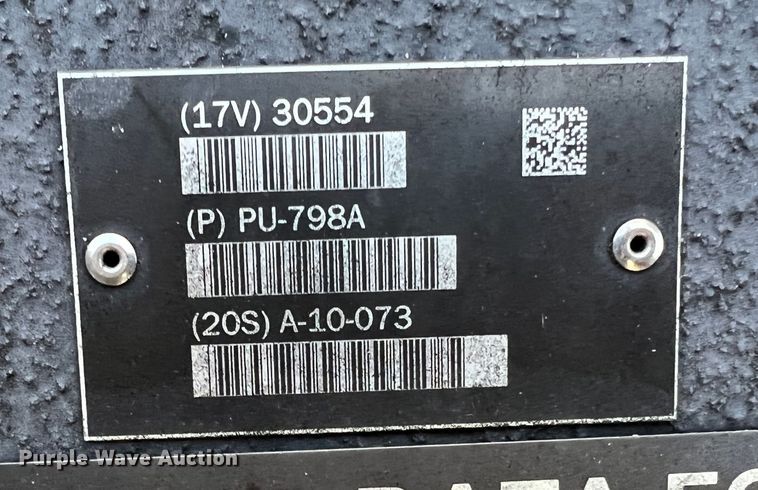 (17V) 30554
(P) PU-798A
(20S) A-10-073
Purple Wave Auction